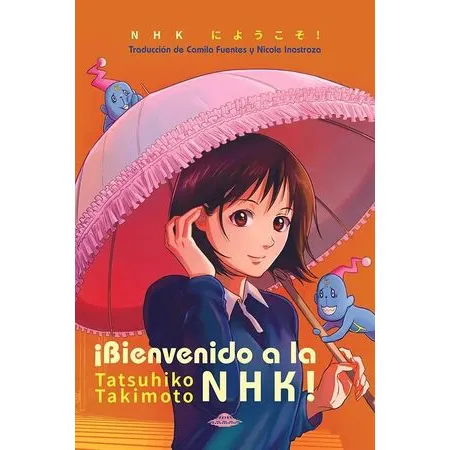 NHK にようこそ!
Traducción de Camila Fuentes y Nicole Inostroza
¡Bienvenido a la
Tatsuhiko
Takimoto
NHK!